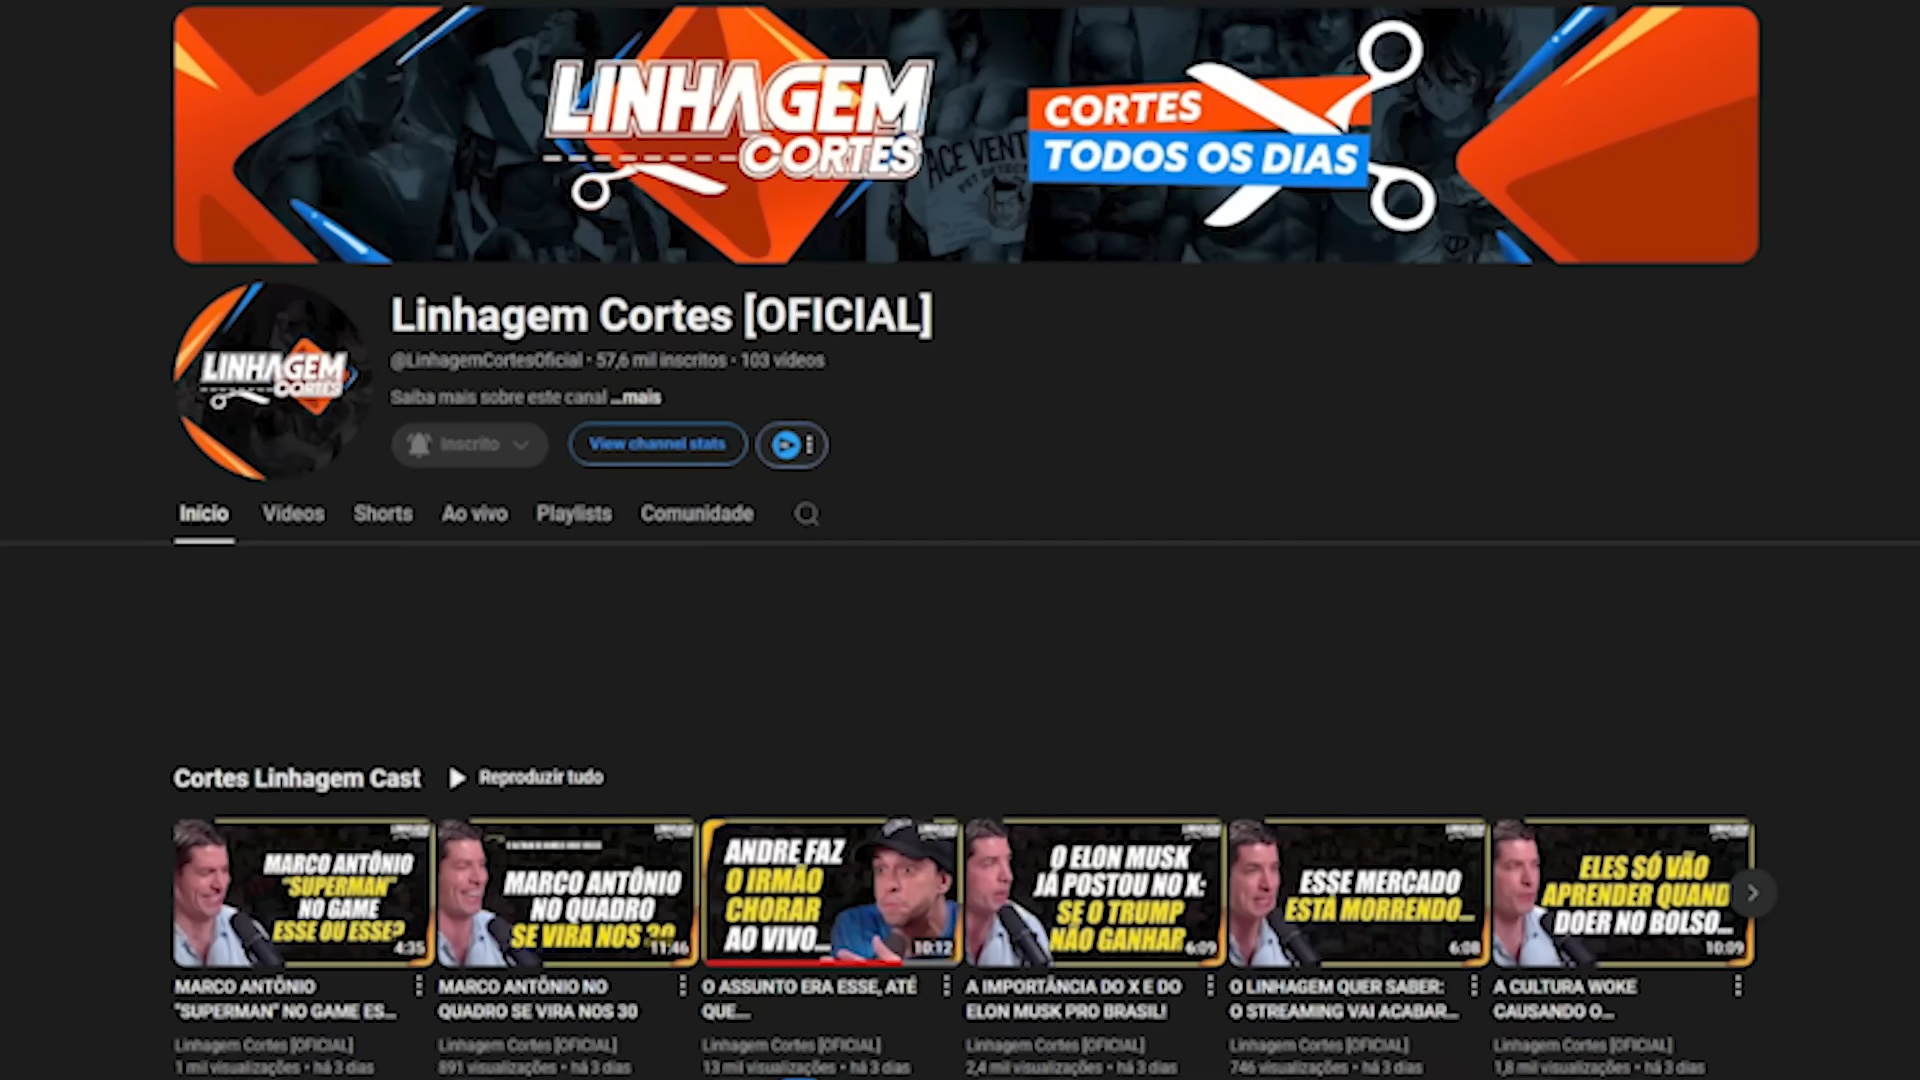 LINHAGEM
CORTES
ACE VENT
PET DETEC
CORTES
TODOS OS DIAS
LINHAGEM
CORTES
Linhagem Cortes [OFICIAL]
@LinhagemCortesOficial · 57,6 mil inscritos · 103 vídeos
Saiba mais sobre este canal ...mais
Inscrito
View channel stats
Início
Vídeos
Shorts
Ao vivo
Playlists
Comunidade
Cortes Linhagem Cast
Reproduzir tudo
MARCO ANTÔNIO
"SUPERMAN"
NO GAME
ESSE OU ESSE?
4:35
MARCO ANTÔNIO
NO QUADRO
SE VIRA NOS 30
11:46
ANDRE FAZ
O IRMÃO
CHORAR
AO VIVO...
10:12
O ELON MUSK
JÁ POSTOU NO X:
SE O TRUMP
NÃO GANHAR
6:09
ESSE MERCADO
ESTÁ MORRENDO...
6:08
ELES SÓ VÃO
APRENDER QUAND
DOER NO BOLSO...
10:09
MARCO ANTÔNIO
"SUPERMAN" NO GAME ES...
Linhagem Cortes [OFICIAL]
1 mil visualizações • há 3 dias
MARCO ANTÔNIO NO
QUADRO SE VIRA NOS 30
Linhagem Cortes [OFICIAL]
891 visualizações • há 3 dias
O ASSUNTO ERA ESSE, ATÉ
QUE...
Linhagem Cortes [OFICIAL]
13 mil visualizações • há 3 dias
A IMPORTÂNCIA DO X E DO
ELON MUSK PRO BRASIL!
Linhagem Cortes [OFICIAL]
2,4 mil visualizações • há 3 dias
O LINHAGEM QUER SABER:
O STREAMING VAI ACABAR...
Linhagem Cortes [OFICIAL]
746 visualizações • há 3 dias
A CULTURA WOKE
CAUSANDO O...
Linhagem Cortes [OFICIAL]
1,8 mil visualizações • há 3 dias